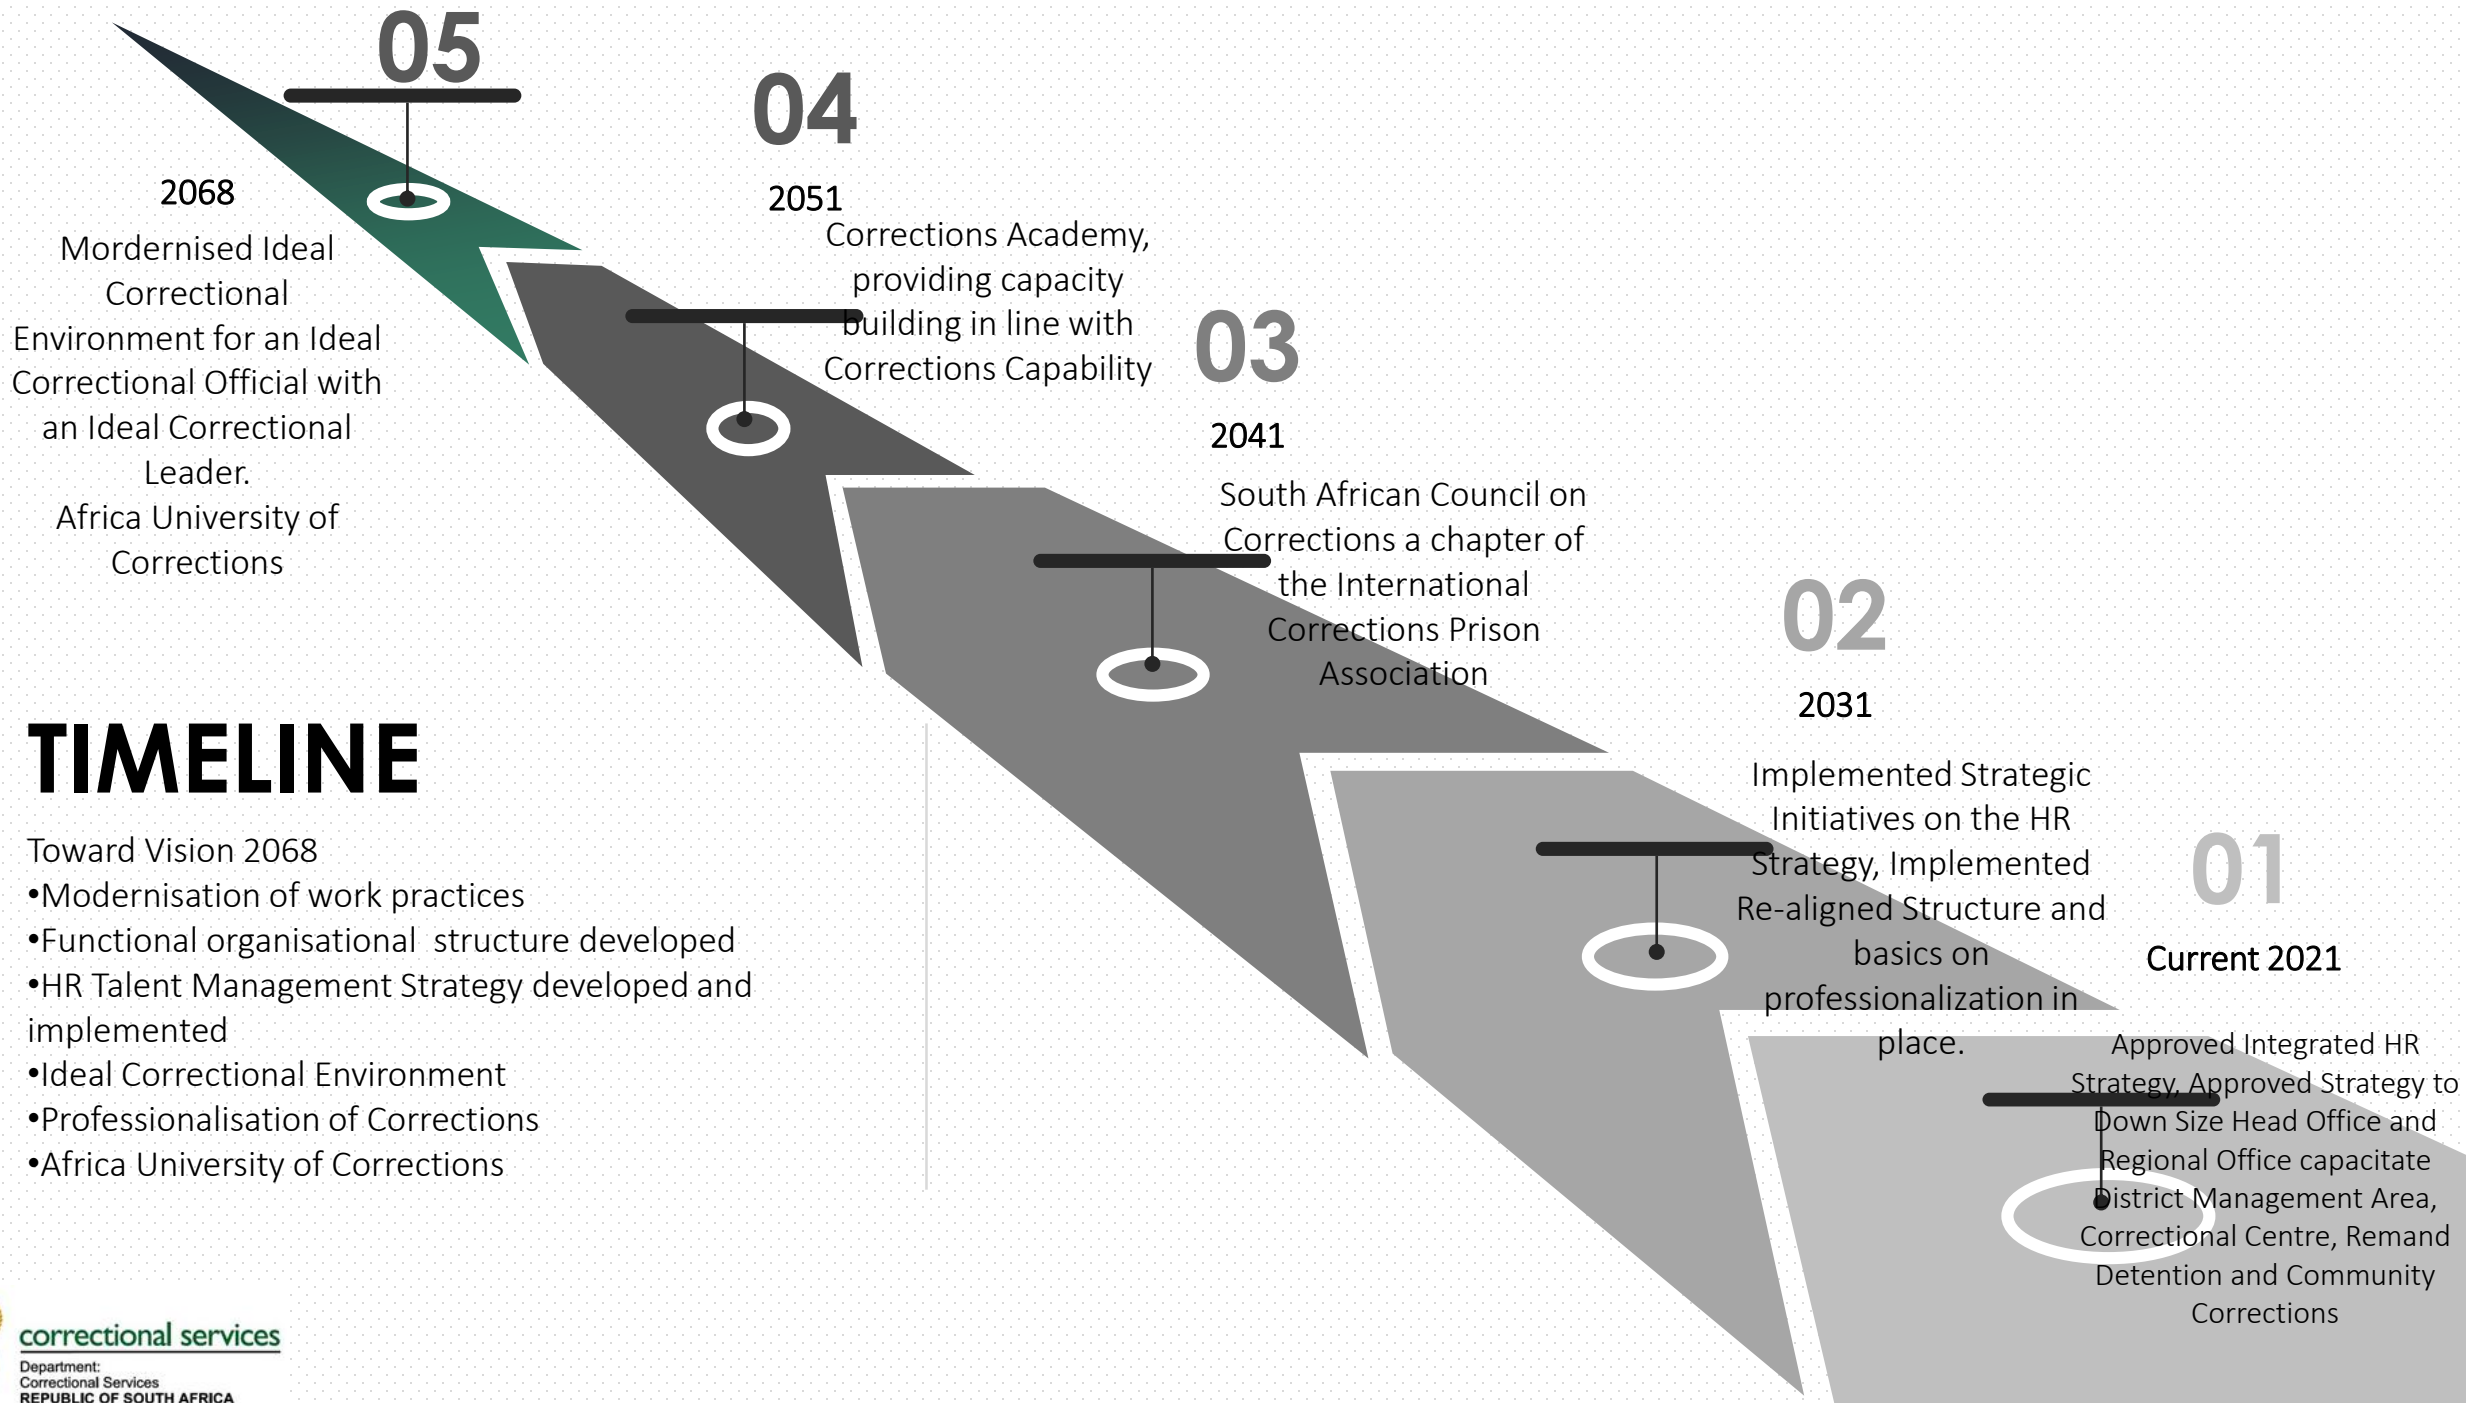 05
2068
Mordernised Ideal
Correctional
Environment for an Ideal
Correctional Official with
an Ideal Correctional
Leader.
Africa University of
Corrections
04
2051
Corrections Academy,
providing capacity
building in line with
Corrections Capability
03
2041
South African Council on
Corrections a chapter of
the International
Corrections Prison
Association
02
2031
Implemented Strategic
Initiatives on the HR
Strategy, Implemented
Re-aligned Structure and
basics on
professionalization in
place.
01
Current 2021
Approved Integrated HR
Strategy, Approved Strategy to
Down Size Head Office and
Regional Office capacitate
District Management Area,
Correctional Centre, Remand
Detention and Community
Corrections
TIMELINE
Toward Vision 2068
•Modernisation of work practices
•Functional organisational structure developed
•HR Talent Management Strategy developed and
implemented
•Ideal Correctional Environment
•Professionalisation of Corrections
•Africa University of Corrections
correctional services
Department:
Correctional Services
REPUBLIC OF SOUTH AFRICA